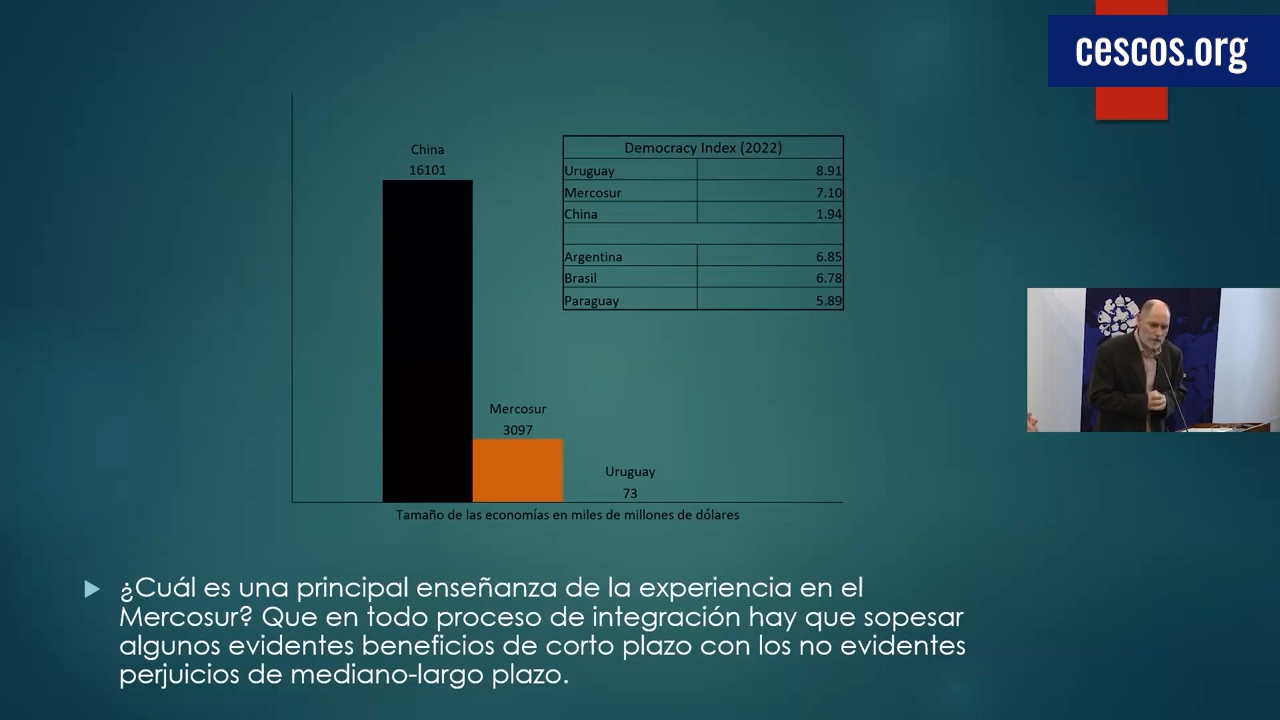 cescos.org
China
16101
Democracy Index (2022)
Uruguay 8.91
Mercosur 7.10
China 1.94
Argentina 6.85
Brasil 6.78
Paraguay 5.89
Mercosur
3097
Uruguay
73
Tamaño de las economías en miles de millones de dólares
¿Cuál es una principal enseñanza de la experiencia en el
Mercosur? Que en todo proceso de integración hay que sopesar
algunos evidentes beneficios de corto plazo con los no evidentes
perjuicios de mediano-largo plazo.